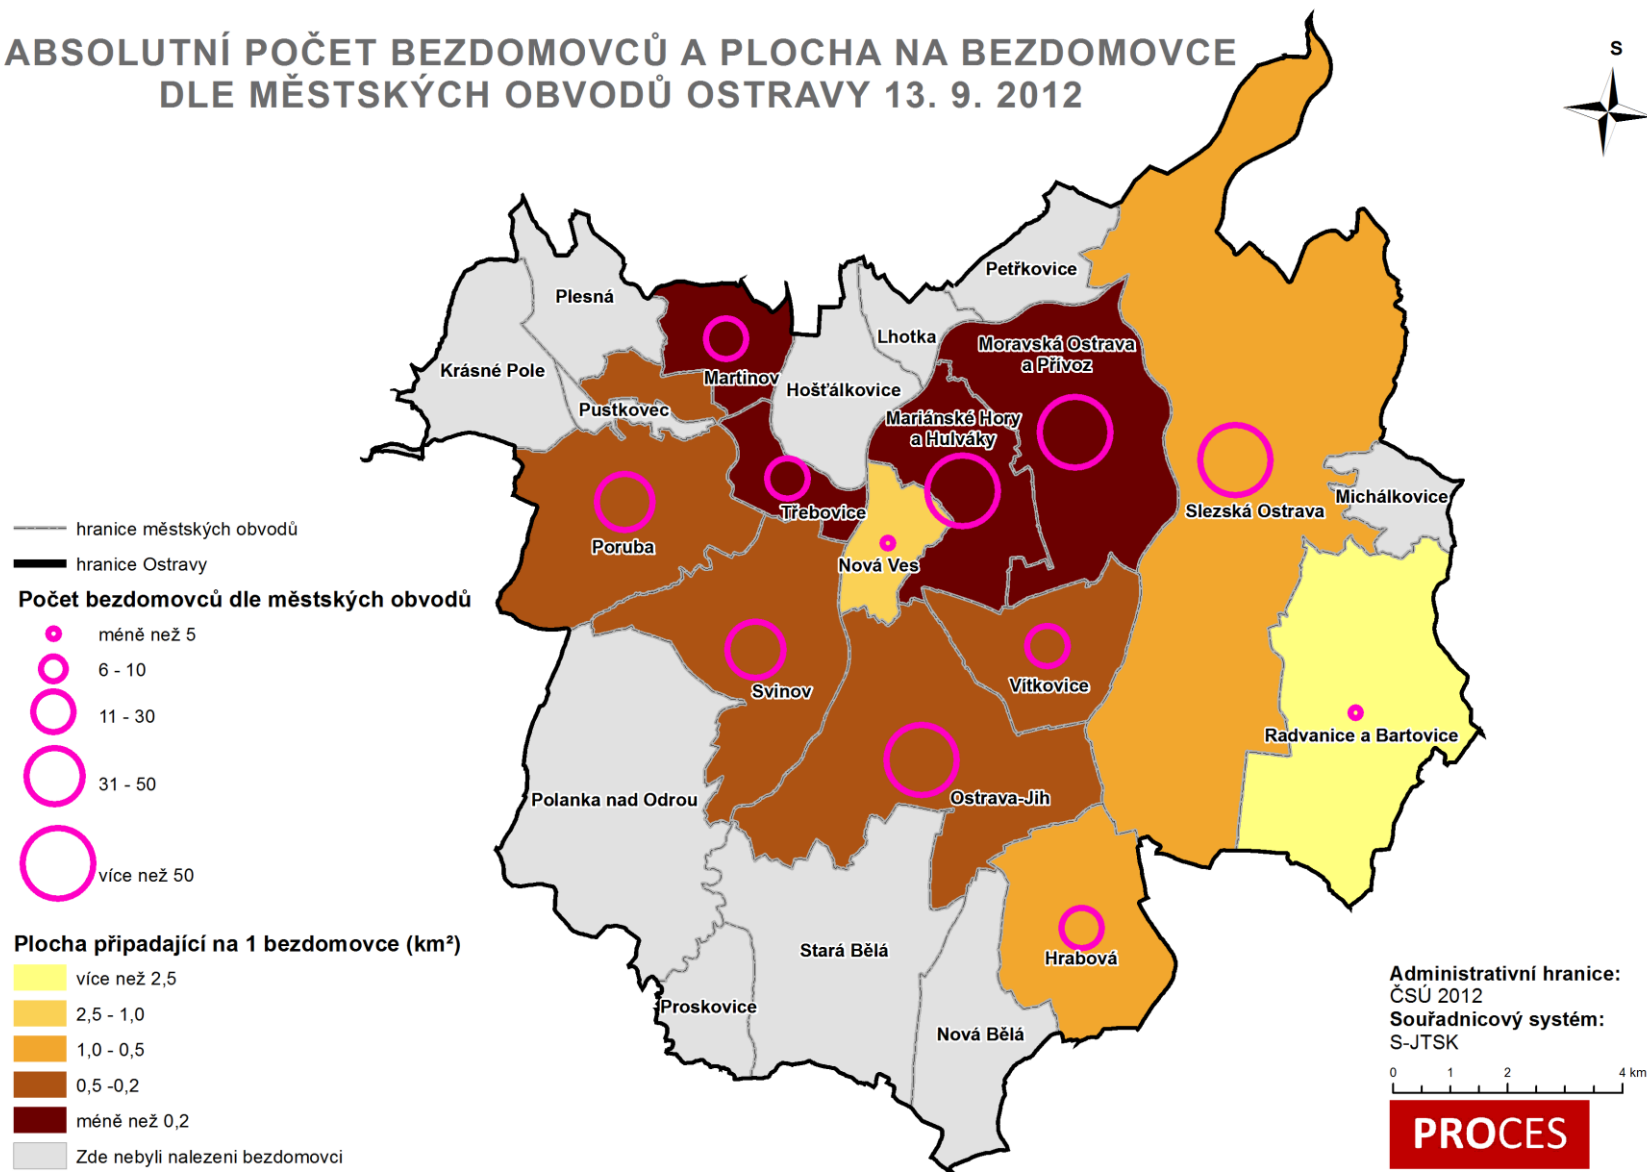 ABSOLUTNÍ POČET BEZDOMOVCŮ A PLOCHA NA BEZDOMOVCE
DLE MĚSTSKÝCH OBVODŮ OSTRAVY 13. 9. 2012
S
Petřkovice
Plesná
Lhotka
Moravská Ostrava
a Přívoz
Krásné Pole
Martinov
Hošťálkovice
Pustkovec
Mariánské Hory
a Hulváky
Michálkovice
Třebovice
Slezská Ostrava
Poruba
Nová Ves
Vítkovice
Svinov
Radvanice a Bartovice
Polanka nad Odrou
Ostrava-Jih
Stará Bělá
Hrabová
Proskovice
Nová Bělá
hranice městských obvodů
hranice Ostravy
Počet bezdomovců dle městských obvodů
méně než 5
6 - 10
11 - 30
31 - 50
více než 50
Plocha připadající na 1 bezdomovce (km²)
více než 2,5
2,5 - 1,0
1,0 - 0,5
0,5 -0,2
méně než 0,2
Zde nebyli nalezeni bezdomovci
Administrativní hranice:
ČSÚ 2012
Souřadnicový systém:
S-JTSK
0 1 2 4 km
PROCES